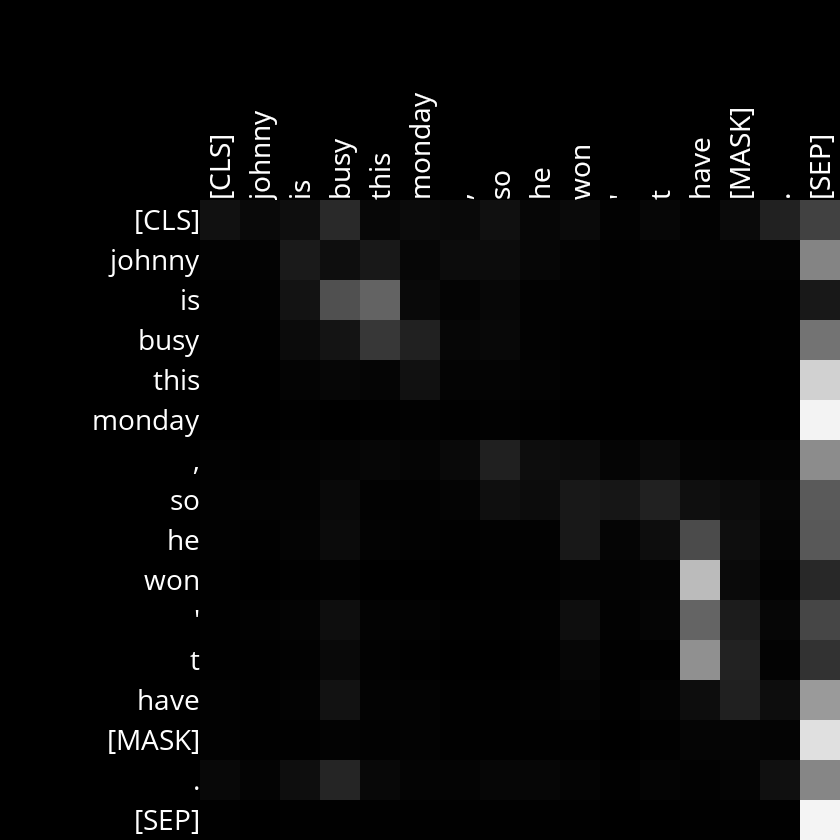 [CLS] johnny is busy this monday , so he won ' t have [MASK] . [SEP]
[CLS]
johnny
is
busy
this
monday
,
so
he
won
'
t
have
[MASK]
.
[SEP]